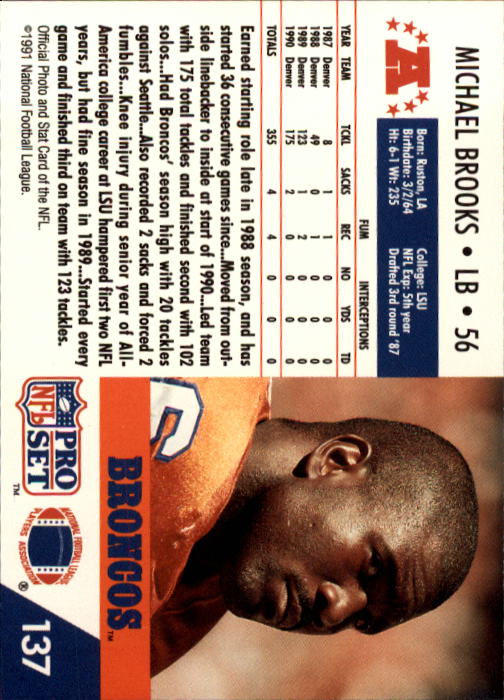 MICHAEL BROOKS • LB • 56
A
Born: Ruston, LA
Birthdate: 3/2/64
Ht: 6-1 Wt: 235
College: LSU
NFL Exp: 5th year
Drafted 3rd round '87
FUM INTERCEPTIONS
YEAR TEAM TCKL SACKS REC NO YDS TD
1987 Denver 8 1 1 0 0 0
1988 Denver 49 0 1 0 0 0
1989 Denver 123 1 2 0 0 0
1990 Denver 175 2 0 0 0 0
TOTALS 355 4 4 0 0 0
Earned starting role late in 1988 season, and has
started 36 consecutive games since...Moved from out-
side linebacker to inside at start of 1990...Led team
with 175 total tackles and finished second with 102
solos...Had Broncos' season high with 20 tackles
against Seattle...Also recorded 2 sacks and forced 2
fumbles...Knee injury during senior year of All-
America college career at LSU hampered first two NFL
years, but had fine season in 1989...Started every
game and finished third on team with 123 tackles.
Official Photo and Stat Card of the NFL.
©1991 National Football League.
6
BRONCOS™
NFL
PRO
SET™
NATIONAL FOOTBALL LEAGUE
PLAYERS ASSOCIATION
®
137